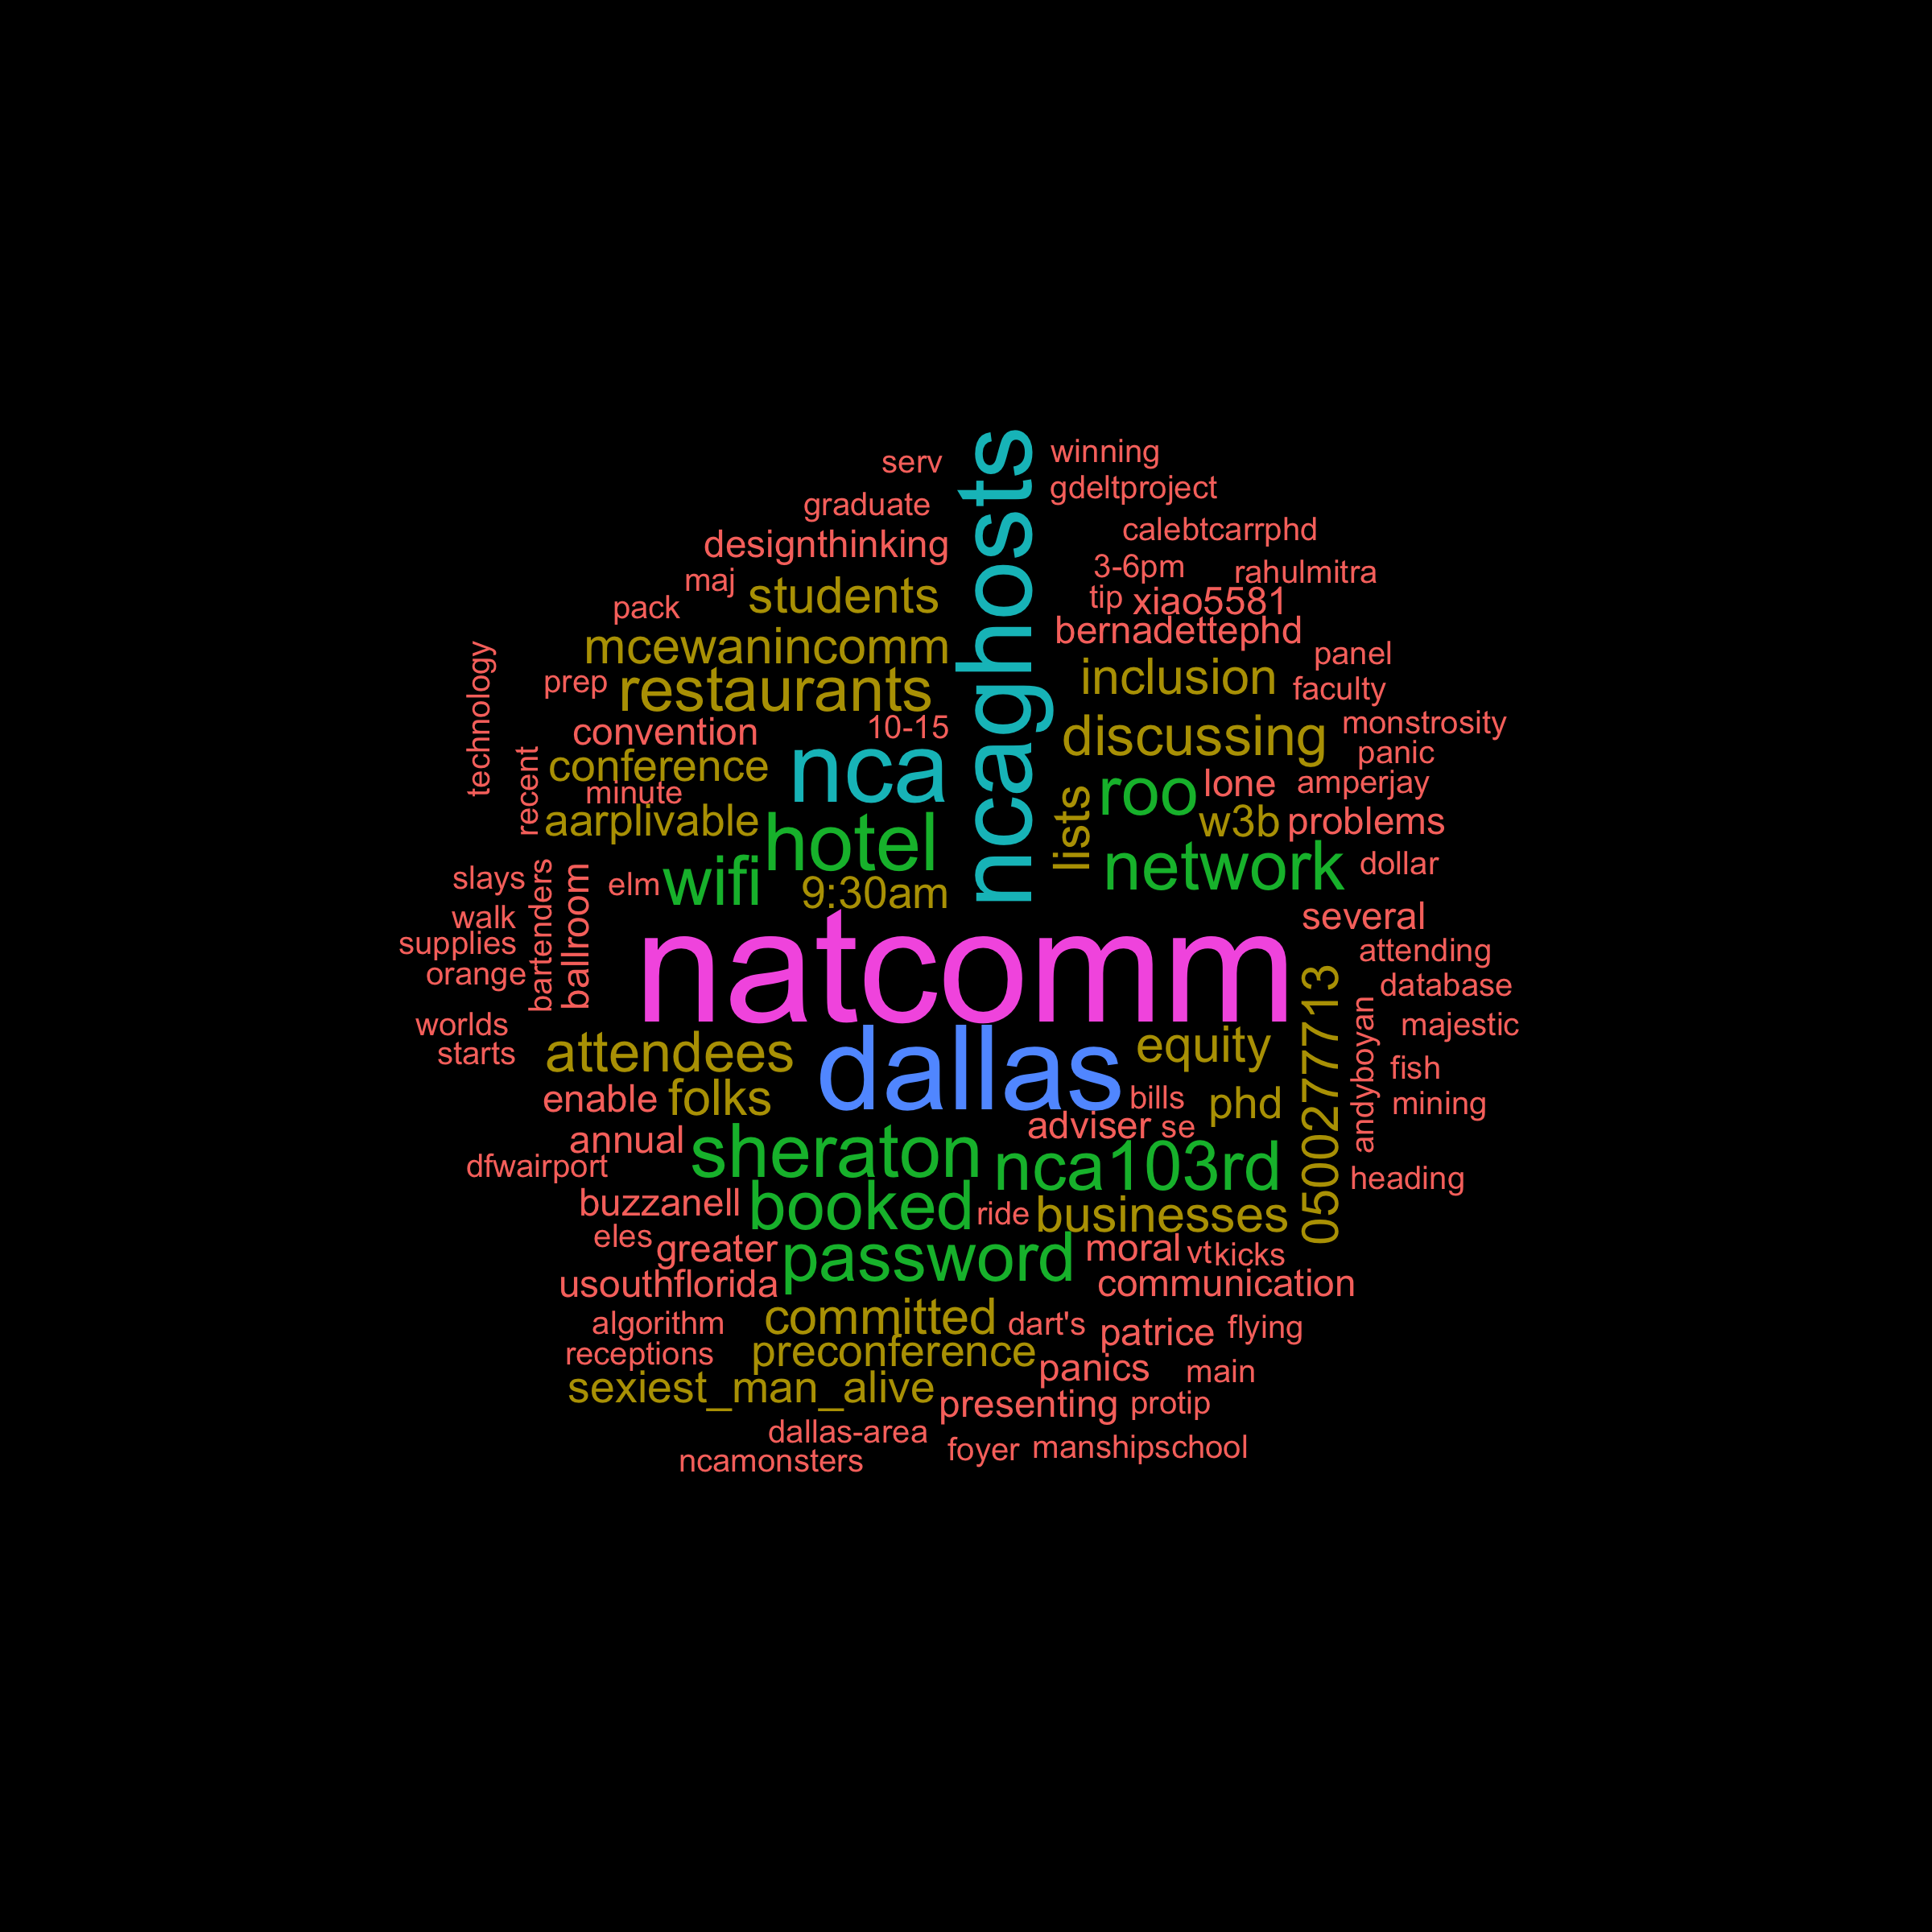 serv
winning
gdeltproject
graduate
calebtcarrphd
designthinking
3-6pm
rahulmitra
maj
students
tip
xiao5581
pack
bernadettephd
mcewanincomm
panel
inclusion
prep
restaurants
faculty
ncaghosts
technology
convention
10-15
discussing
monstrosity
panic
conference
nca
roo
lone
amperjay
minute
recent
aarplivable
lists
w3b
problems
hotel
network
dollar
slays
elm
wifi
9:30am
walk
several
supplies
bartenders
ballroom
attending
orange
natcomm
database
worlds
majestic
starts
attendees
dallas
equity
0500277713
andyboyan
fish
enable
folks
bills
phd
mining
adviser
se
annual
dfwairport
sheraton
nca103rd
heading
buzzanell
booked
ride
businesses
eles
greater
password
moral
vt
kicks
usouthflorida
communication
algorithm
committed
dart's
patrice
flying
receptions
preconference
panics
main
sexiest_man_alive
presenting
protip
dallas-area
foyer
manshipschool
ncamonsters